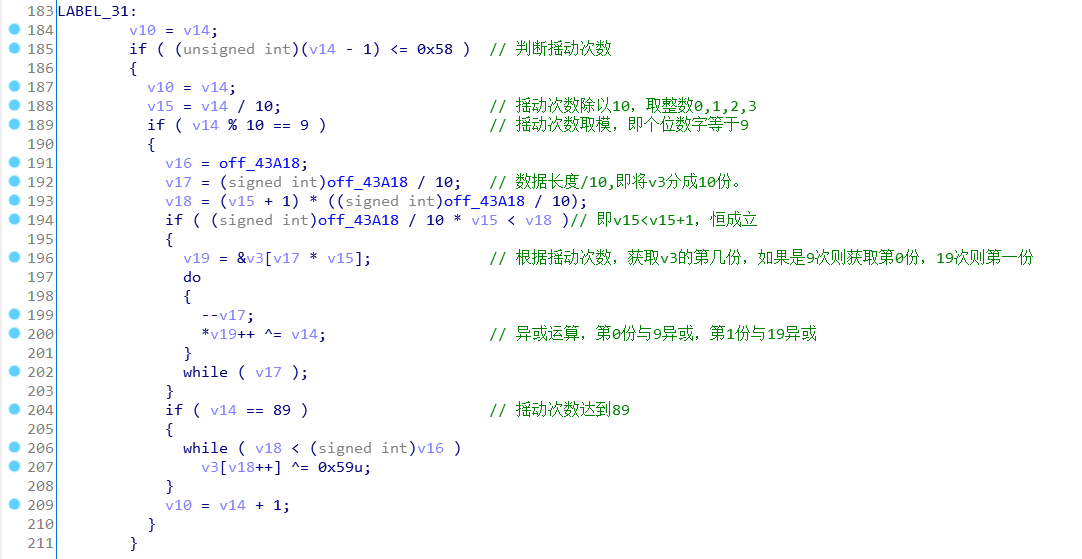 183 LABEL_31:
184 v10 = v14;
185 if ( (unsigned int)(v14 - 1) <= 0x58 ) // 判断摇动次数
186 {
187 v10 = v14;
188 v15 = v14 / 10; // 摇动次数除以10，取整数0,1,2,3
189 if ( v14 % 10 == 9 ) // 摇动次数取模，即个位数字等于9
190 {
191 v16 = off_43A18;
192 v17 = (signed int)off_43A18 / 10; // 数据长度/10,即将v3分成10份。
193 v18 = (v15 + 1) * ((signed int)off_43A18 / 10);
194 if ( (signed int)off_43A18 / 10 * v15 < v18 )// 即v15<v15+1，恒成立
195 {
196 v19 = &v3[v17 * v15]; // 根据摇动次数，获取v3的第几份，如果是9次则获取第0份，19次则第一份
197 do
198 {
199 --v17;
200 *v19++ ^= v14; // 异或运算，第0份与9异或，第1份与19异或
201 }
202 while ( v17 );
203 }
204 if ( v14 == 89 ) // 摇动次数达到89
205 {
206 while ( v18 < (signed int)v16 )
207 v3[v18++] ^= 0x59u;
208 }
209 v10 = v14 + 1;
210 }
211 }